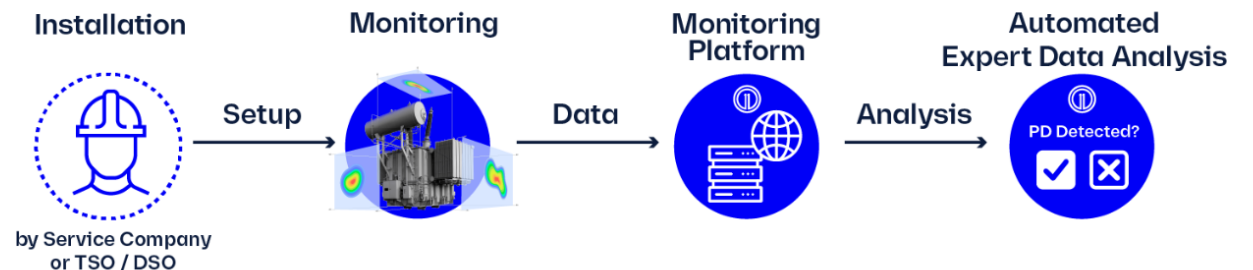 Installation
Monitoring
Monitoring
Platform
Automated
Expert Data Analysis
Setup
Data
Analysis
PD Detected?
by Service Company
or TSO / DSO